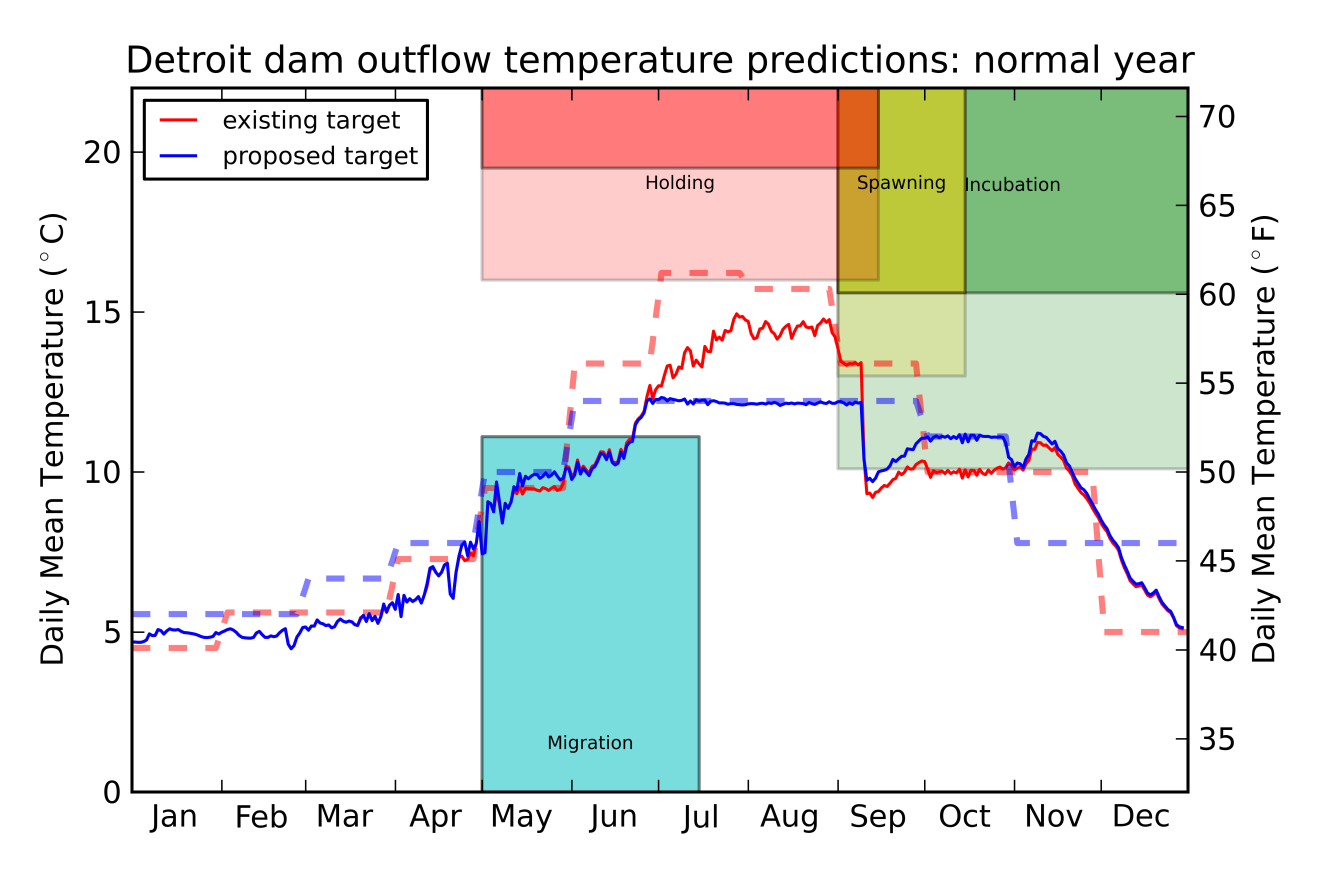 Detroit dam outflow temperature predictions: normal year
existing target
proposed target
Holding
Spawning
Incubation
Migration
Daily Mean Temperature (°C)
20
15
10
5
0
Daily Mean Temperature (°F)
70
65
60
55
50
45
40
35
Jan Feb Mar Apr May Jun Jul Aug Sep Oct Nov Dec